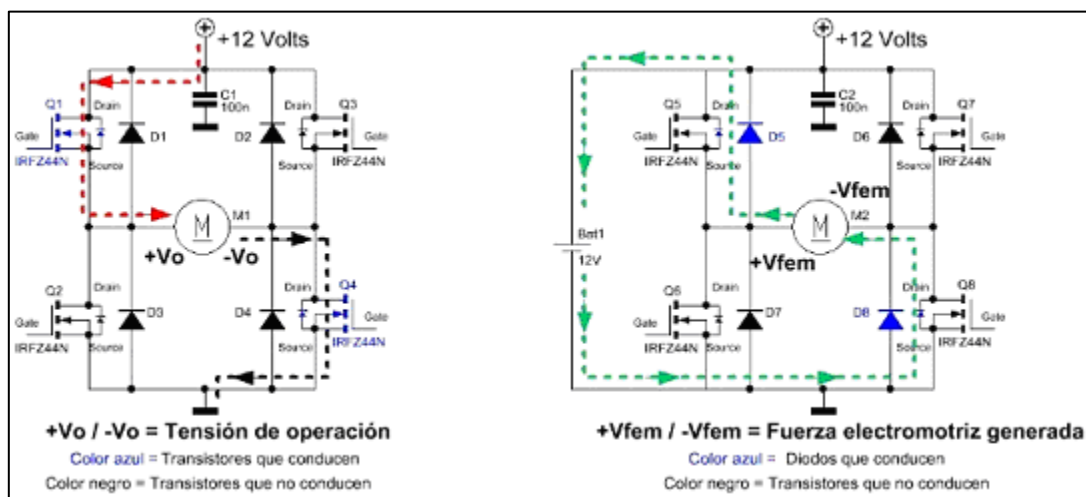 +12 Volts
Q1
Drain
C1
100n
Drain
Q3
Gate
D1
D2
Gate
IRFZ44N
Source
Source
IRFZ44N
M
M1
+Vo
-Vo
Q2
Drain
Drain
Q4
Gate
D3
D4
Gate
IRFZ44N
Source
Source
IRFZ44N
+Vo / -Vo = Tensión de operación
Color azul = Transistores que conducen
Color negro = Transistores que no conducen
+12 Volts
Q5
Drain
C2
100n
Drain
Q7
Gate
D5
D6
Gate
IRFZ44N
Source
Source
IRFZ44N
-Vfem
M
M2
Bat1
12V
+Vfem
Q6
Drain
Drain
Q8
Gate
D7
D8
Gate
IRFZ44N
Source
Source
IRFZ44N
+Vfem / -Vfem = Fuerza electromotriz generada
Color azul = Diodos que conducen
Color negro = Transistores que no conducen